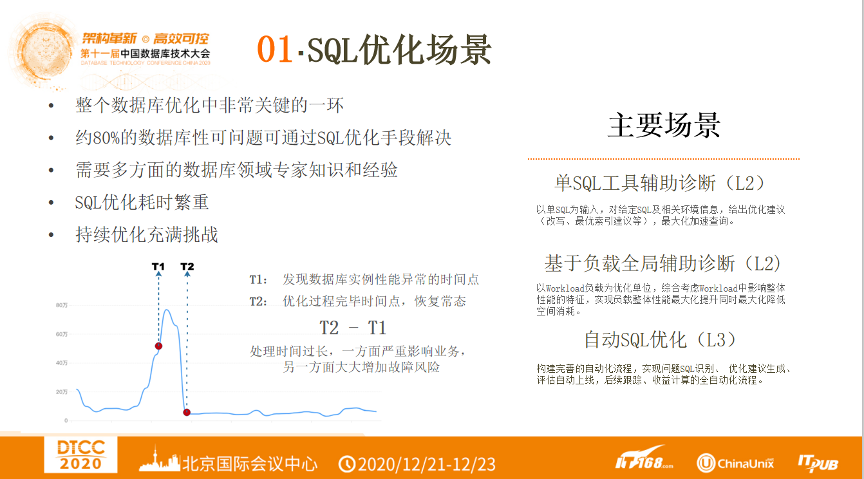 架构革新 高效可控
第十一届中国数据库技术大会
DATABASE TECHNOLOGY CONFERENCE CHINA 2020
01.SQL优化场景
• 整个数据库优化中非常关键的一环
• 约80%的数据库性可问题可通过SQL优化手段解决
• 需要多方面的数据库领域专家知识和经验
• SQL优化耗时繁重
• 持续优化充满挑战
T1 T2
80万
60万
40万
20万
0
T1: 发现数据库实例性能异常的时间点
T2: 优化过程完毕时间点，恢复常态
T2 - T1
处理时间过长，一方面严重影响业务，
另一方面大大增加故障风险
主要场景
单SQL工具辅助诊断（L2）
以单SQL为输入，对给定SQL及相关环境信息，给出优化建议
（改写、最优索引建议等），最大化加速查询。
基于负载全局辅助诊断（L2）
以Workload负载为优化单位，综合考虑Workload中影响整体
性能的特征，实现负载整体性能最大化提升同时最大化降低
空间消耗。
自动SQL优化（L3）
构建完善的自动化流程，实现问题SQL识别、 优化建议生成、
评估自动上线，后续跟踪、收益计算的全自动化流程。
DTCC
2020
北京国际会议中心
2020/12/21-12/23
IT168.com
ChinaUnix
ITPUB